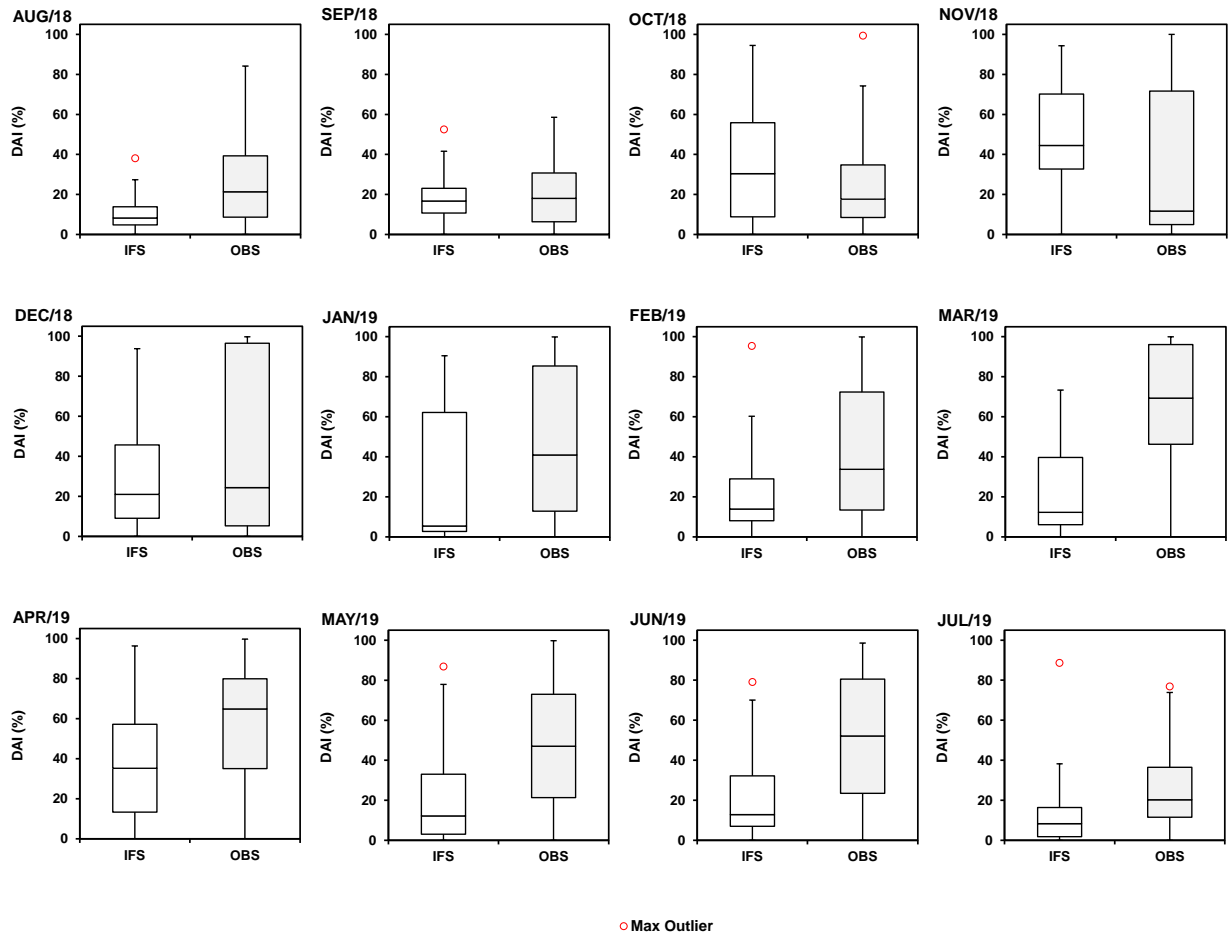 AUG/18
100
80
60
40
20
0
DAI (%)
IFS OBS
SEP/18
100
80
60
40
20
0
DAI (%)
IFS OBS
OCT/18
100
80
60
40
20
0
DAI (%)
IFS OBS
NOV/18
100
80
60
40
20
0
DAI (%)
IFS OBS
DEC/18
100
80
60
40
20
0
DAI (%)
IFS OBS
JAN/19
100
80
60
40
20
0
DAI (%)
IFS OBS
FEB/19
100
80
60
40
20
0
DAI (%)
IFS OBS
MAR/19
100
80
60
40
20
0
DAI (%)
IFS OBS
APR/19
100
80
60
40
20
0
DAI (%)
IFS OBS
MAY/19
100
80
60
40
20
0
DAI (%)
IFS OBS
JUN/19
100
80
60
40
20
0
DAI (%)
IFS OBS
JUL/19
100
80
60
40
20
0
DAI (%)
IFS OBS
Max Outlier